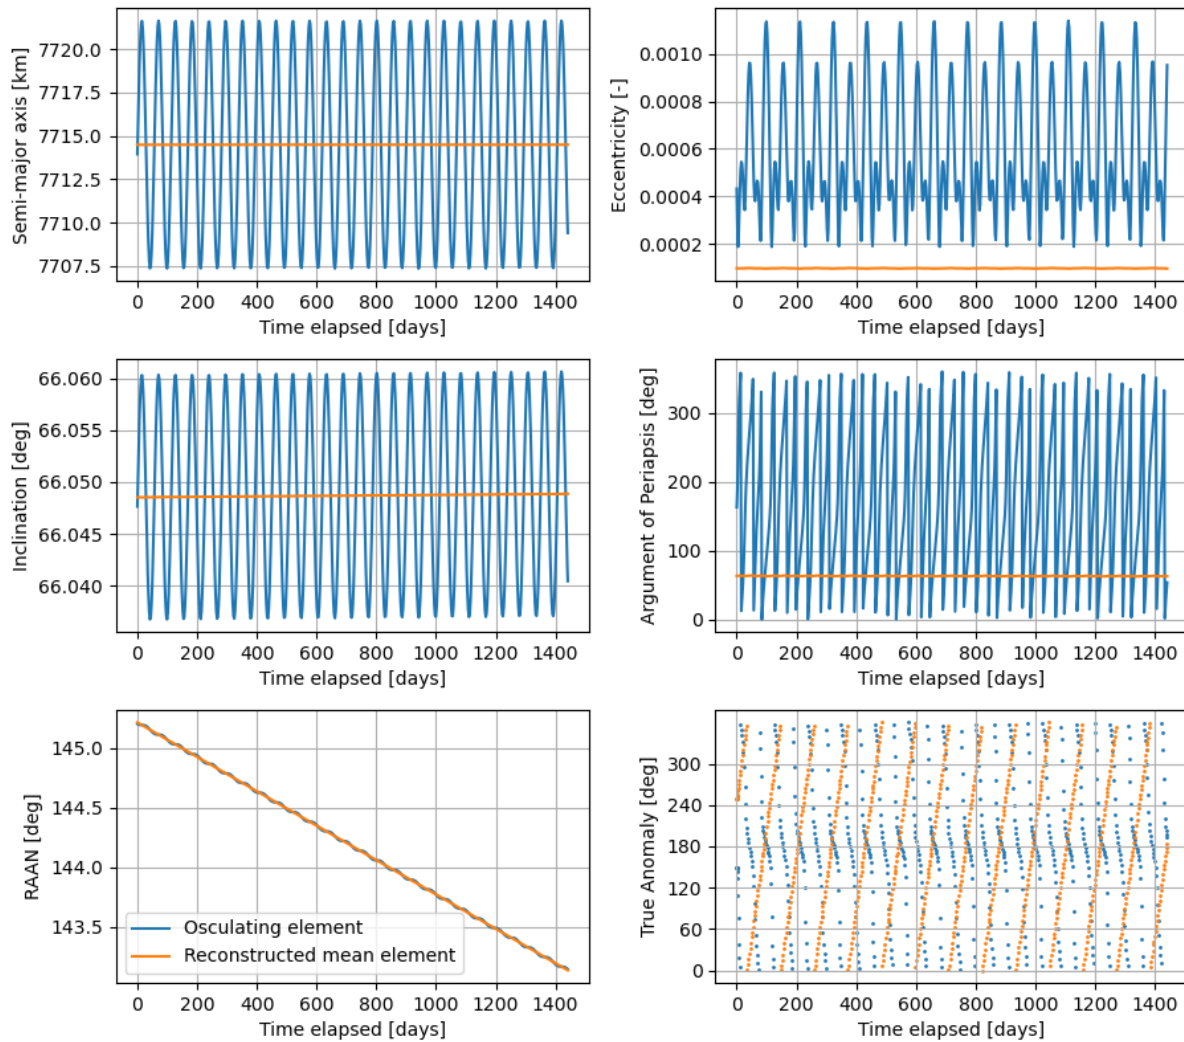 Semi-major axis [km]
7720.0
7717.5
7715.0
7712.5
7710.0
7707.5
0 200 400 600 800 1000 1200 1400
Time elapsed [days]
Eccentricity [-]
0.0010
0.0008
0.0006
0.0004
0.0002
0 200 400 600 800 1000 1200 1400
Time elapsed [days]
Inclination [deg]
66.060
66.055
66.050
66.045
66.040
0 200 400 600 800 1000 1200 1400
Time elapsed [days]
Argument of Periapsis [deg]
300
200
100
0
0 200 400 600 800 1000 1200 1400
Time elapsed [days]
RAAN [deg]
145.0
144.5
144.0
143.5
Osculating element
Reconstructed mean element
0 200 400 600 800 1000 1200 1400
Time elapsed [days]
True Anomaly [deg]
300
240
180
120
60
0
0 200 400 600 800 1000 1200 1400
Time elapsed [days]